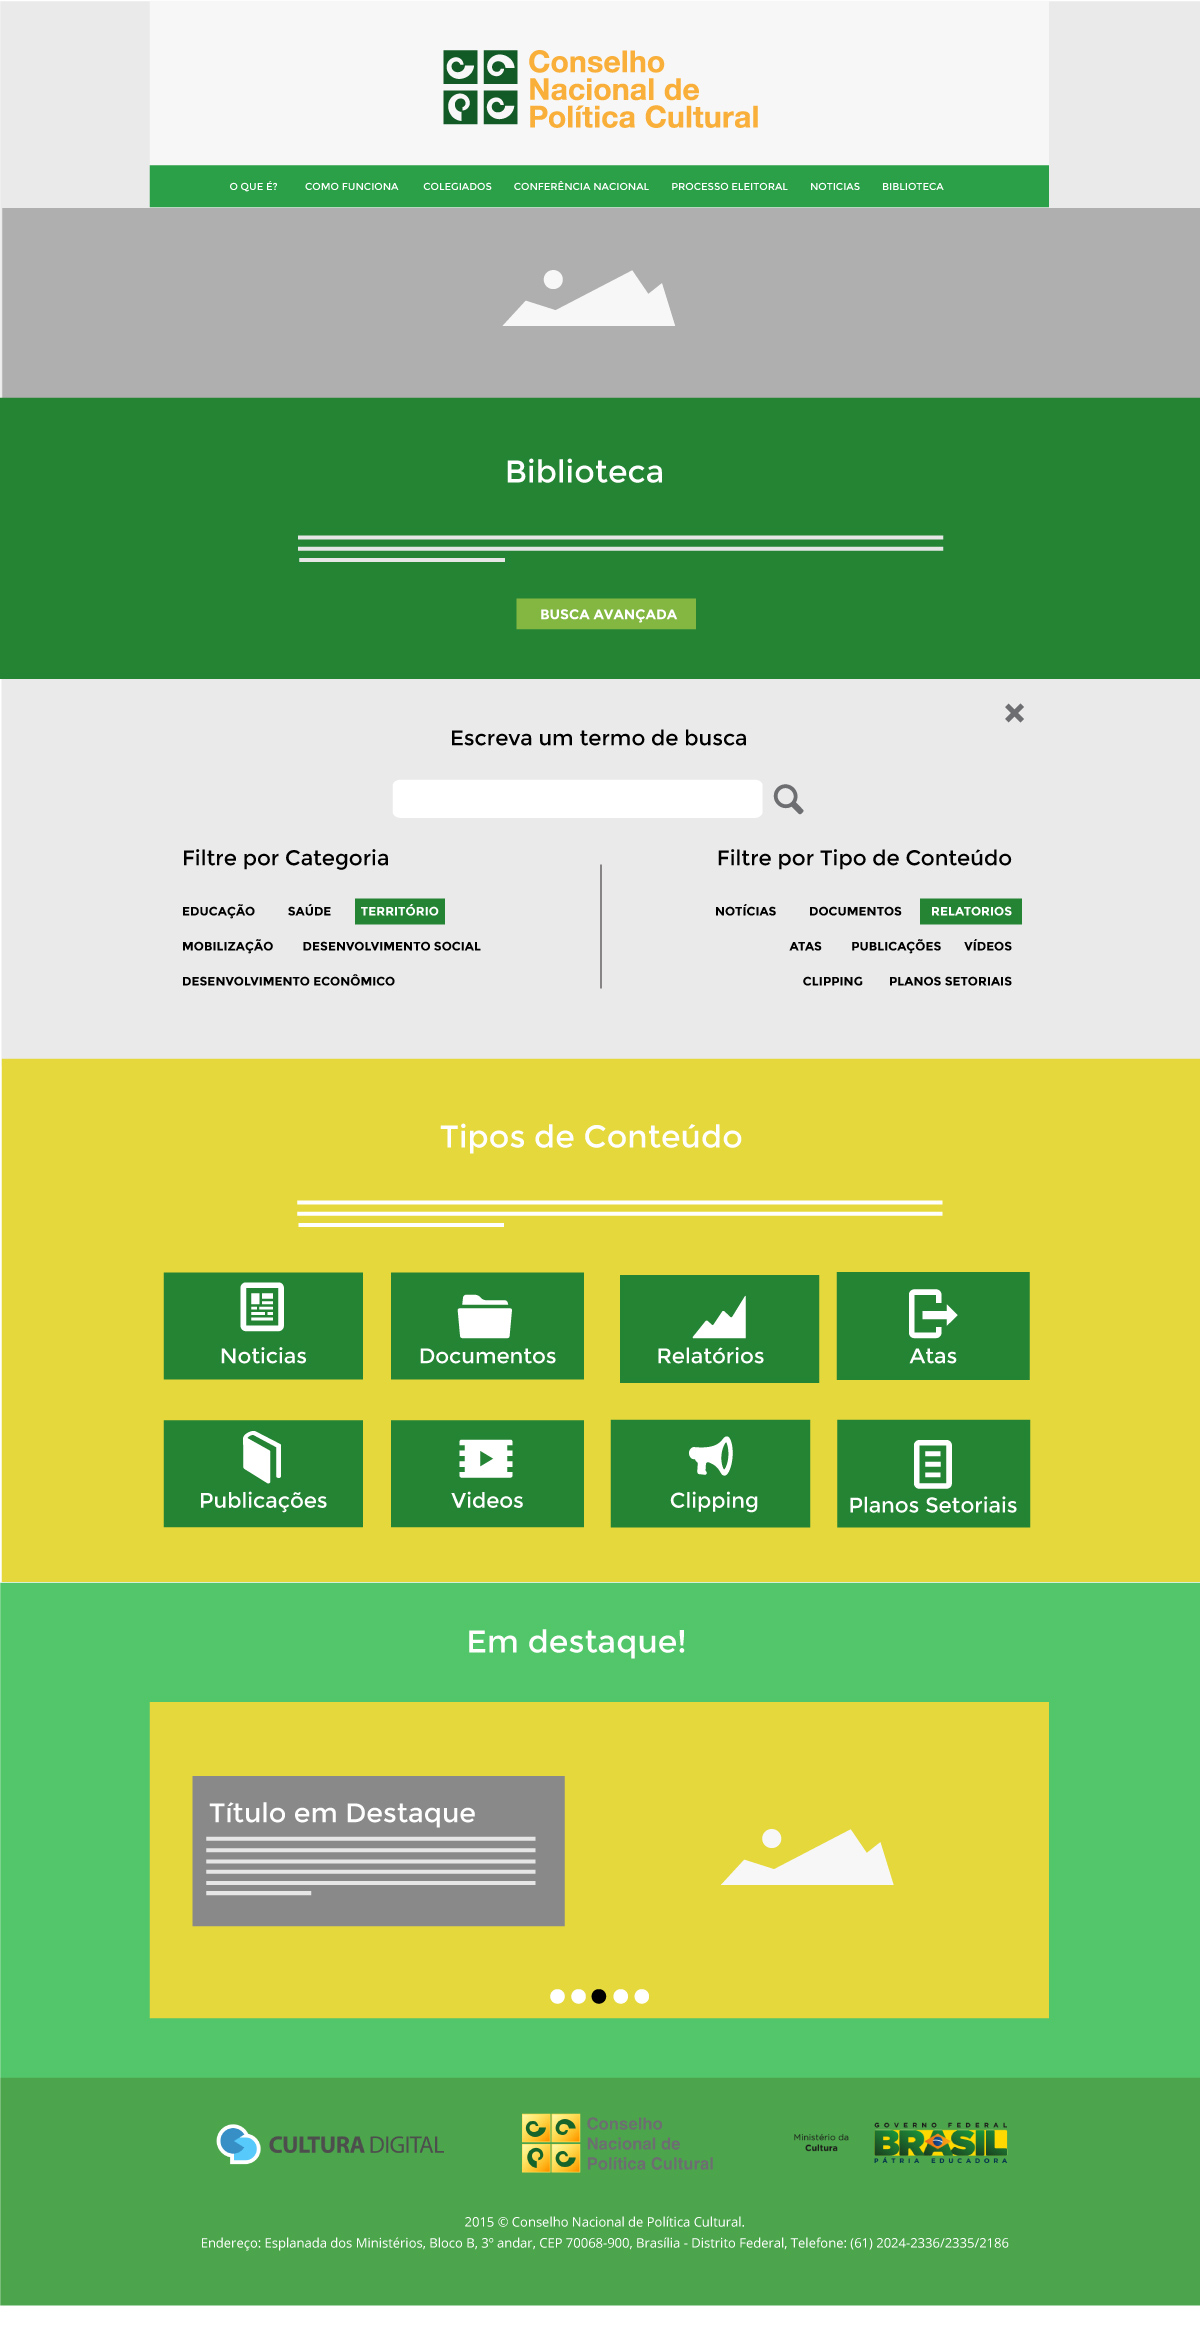 Conselho
Nacional de
Política Cultural
O QUE É? COMO FUNCIONA COLEGIADOS CONFERÊNCIA NACIONAL PROCESSO ELEITORAL NOTICIAS BIBLIOTECA
Biblioteca
BUSCA AVANÇADA
Escreva um termo de busca
Filtre por Categoria
EDUCAÇÃO SAÚDE TERRITÓRIO
MOBILIZAÇÃO DESENVOLVIMENTO SOCIAL
DESENVOLVIMENTO ECONÔMICO
Filtre por Tipo de Conteúdo
NOTÍCIAS DOCUMENTOS RELATORIOS
ATAS PUBLICAÇÕES VÍDEOS
CLIPPING PLANOS SETORIAIS
Tipos de Conteúdo
Noticias
Documentos
Relatórios
Atas
Publicações
Videos
Clipping
Planos Setoriais
Em destaque!
Título em Destaque
CULTURA DIGITAL
Conselho
Nacional de
Política Cultural
Ministério da
Cultura
GOVERNO FEDERAL
BRASIL
PÁTRIA EDUCADORA
2015 © Conselho Nacional de Política Cultural.
Endereço: Esplanada dos Ministérios, Bloco B, 3º andar, CEP 70068-900, Brasília - Distrito Federal, Telefone: (61) 2024-2336/2335/2186